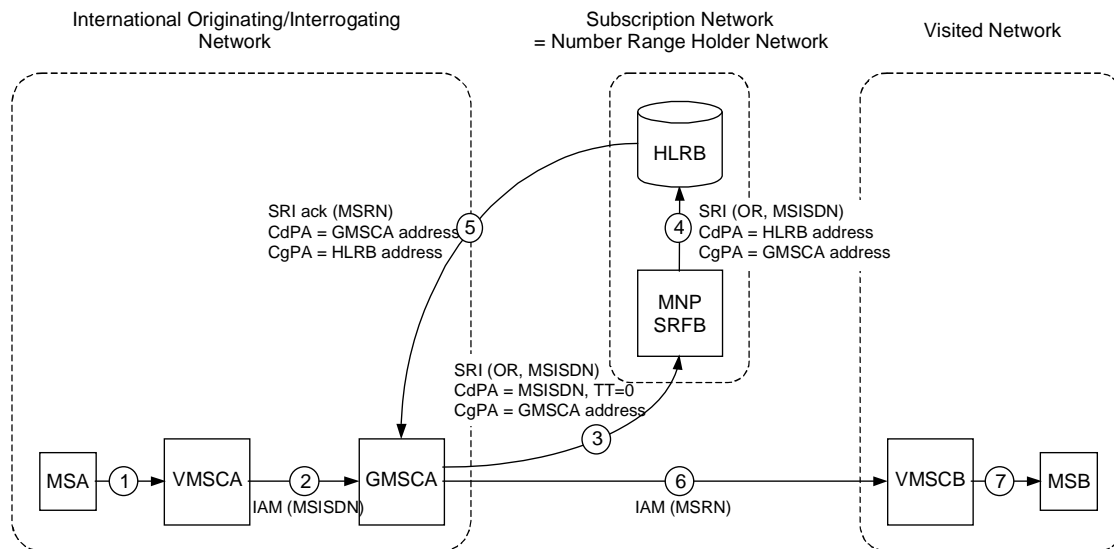 International Originating/Interrogating
Network
Subscription Network
= Number Range Holder Network
Visited Network
HLRB
SRI ack (MSRN)
CdPA = GMSCA address
CgPA = HLRB address
5
4
SRI (OR, MSISDN)
CdPA = HLRB address
CgPA = GMSCA address
MNP
SRFB
SRI (OR, MSISDN)
CdPA = MSISDN, TT=0
CgPA = GMSCA address
3
MSA
1
VMSCA
2
IAM (MSISDN)
GMSCA
6
IAM (MSRN)
VMSCB
7
MSB